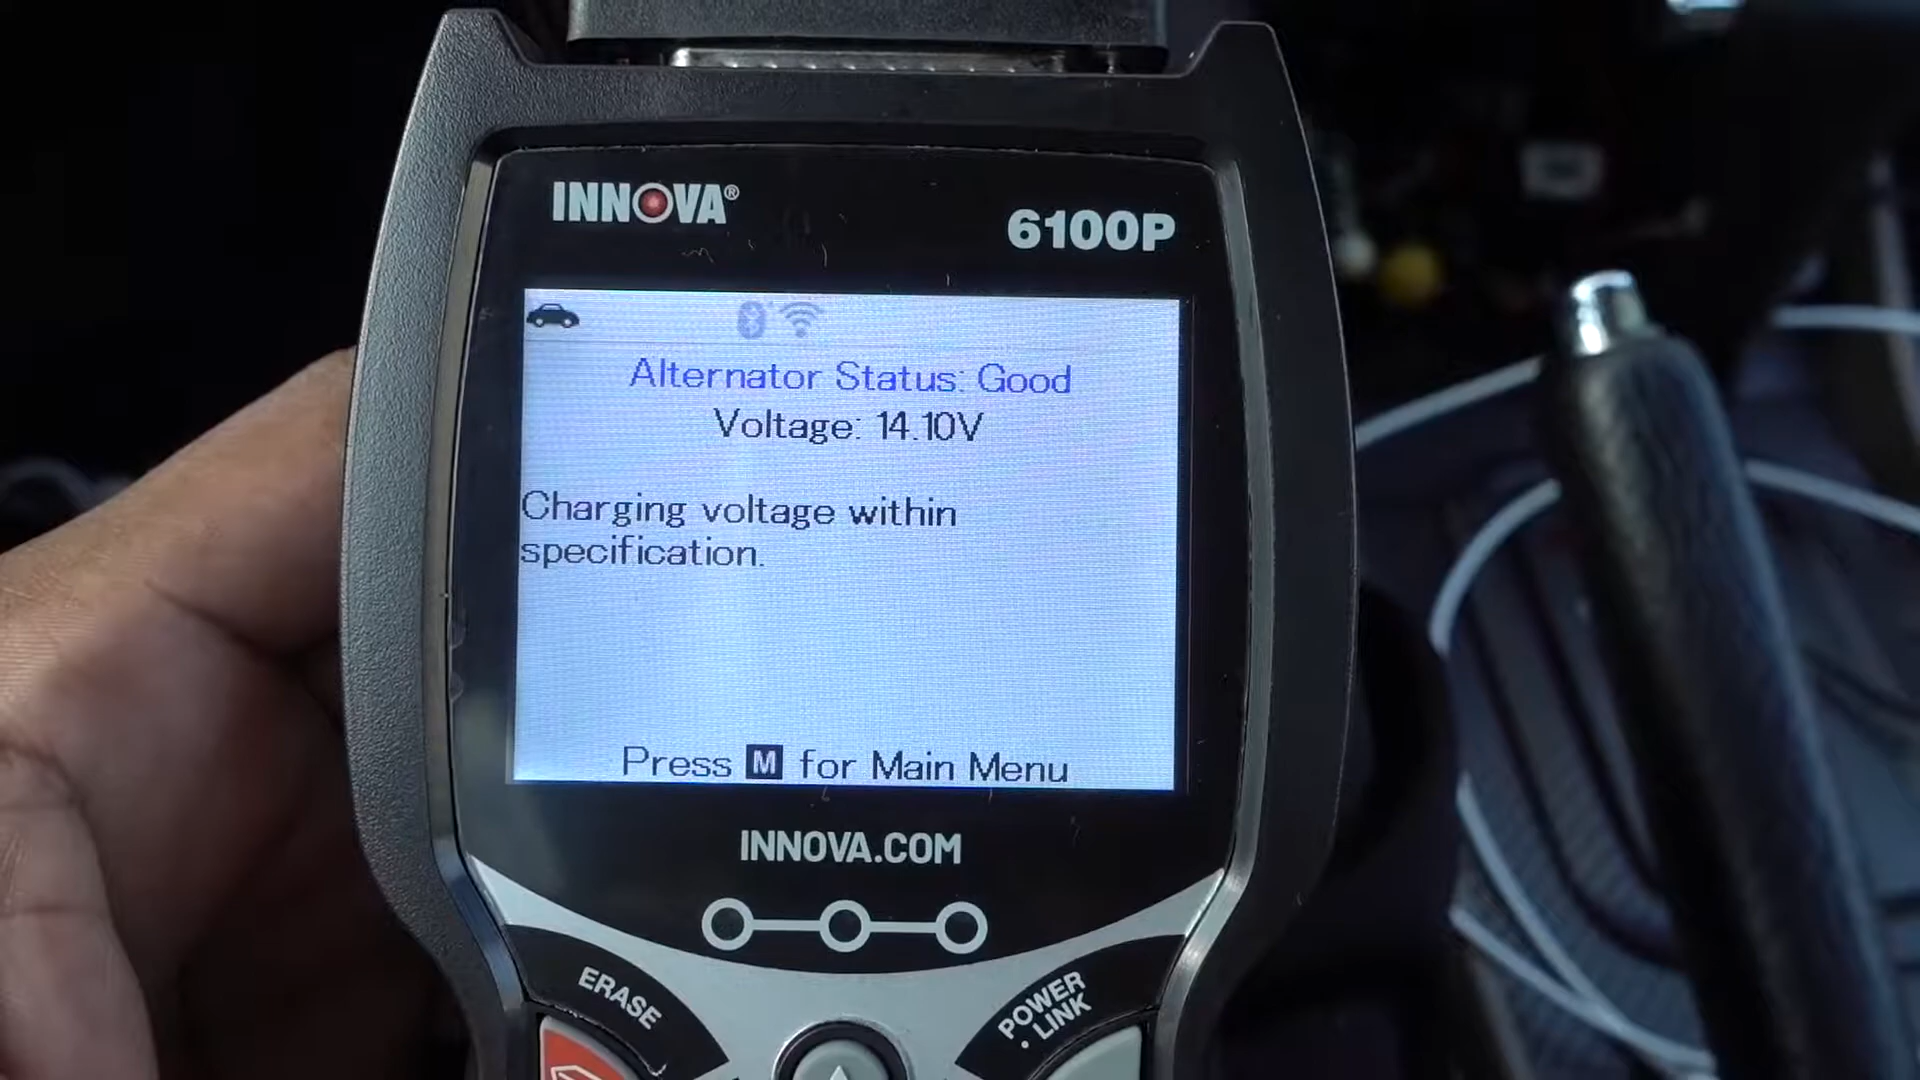 INNOVA®
6100P
Alternator Status: Good
Voltage: 14.10V
Charging voltage within
specification.
Press M for Main Menu
INNOVA.COM
ERASE
POWER
LINK